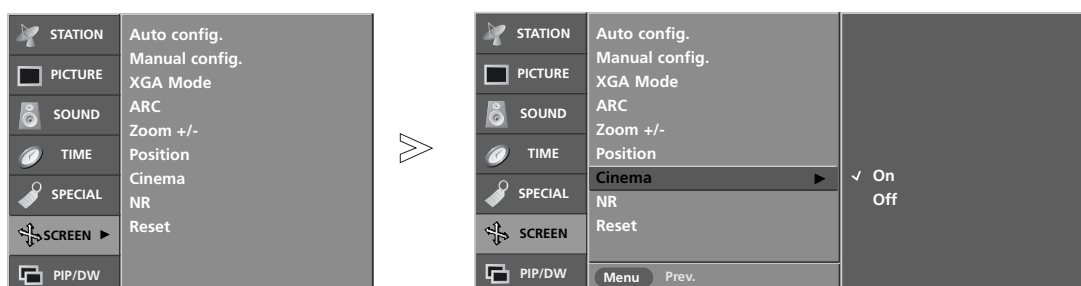 STATION
PICTURE
SOUND
TIME
SPECIAL
SCREEN ►
PIP/DW
Auto config.
Manual config.
XGA Mode
ARC
Zoom +/-
Position
Cinema
NR
Reset
STATION
PICTURE
SOUND
TIME
SPECIAL
SCREEN
PIP/DW
Auto config.
Manual config.
XGA Mode
ARC
Zoom +/-
Position
Cinema ►
NR
Reset
Menu Prev.
✓ On
Off